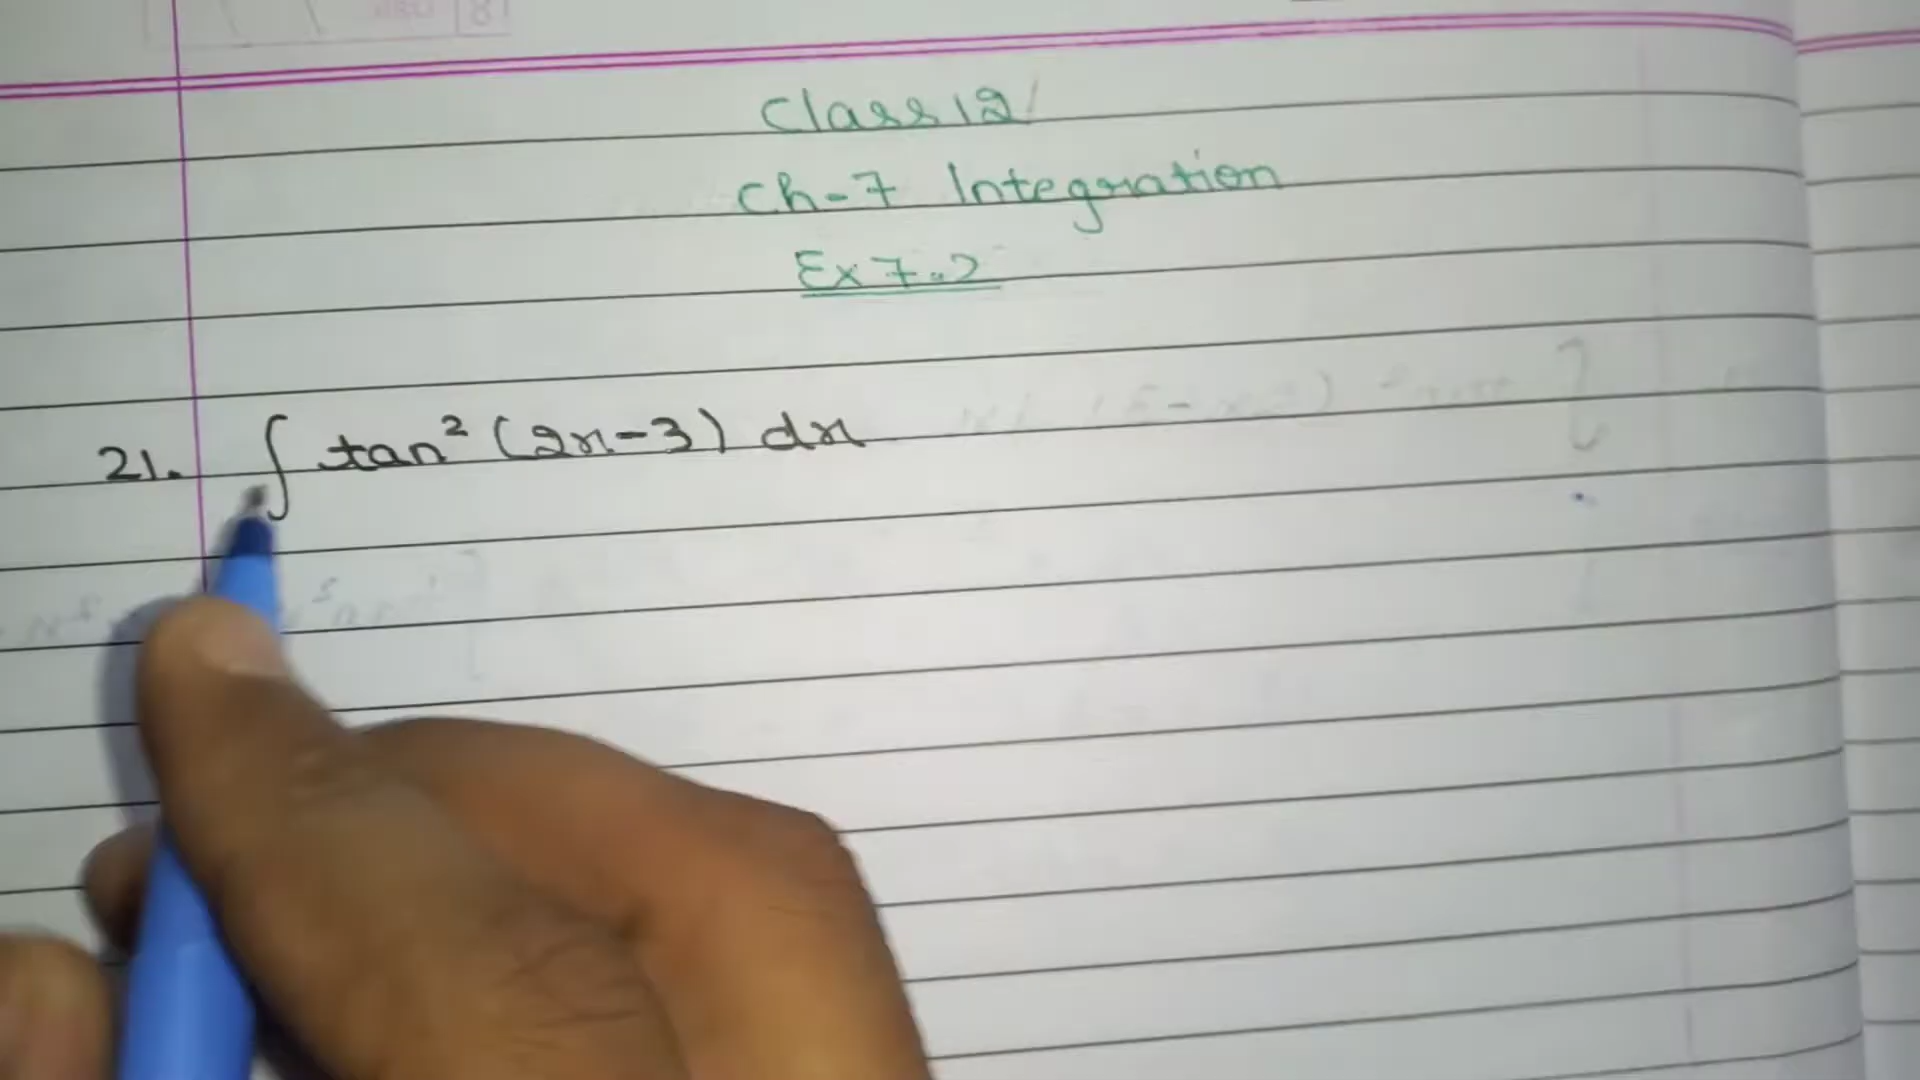 Class 12
Ch-7 Integration
Ex 7.2
21. ∫ tan² (2x-3) dx